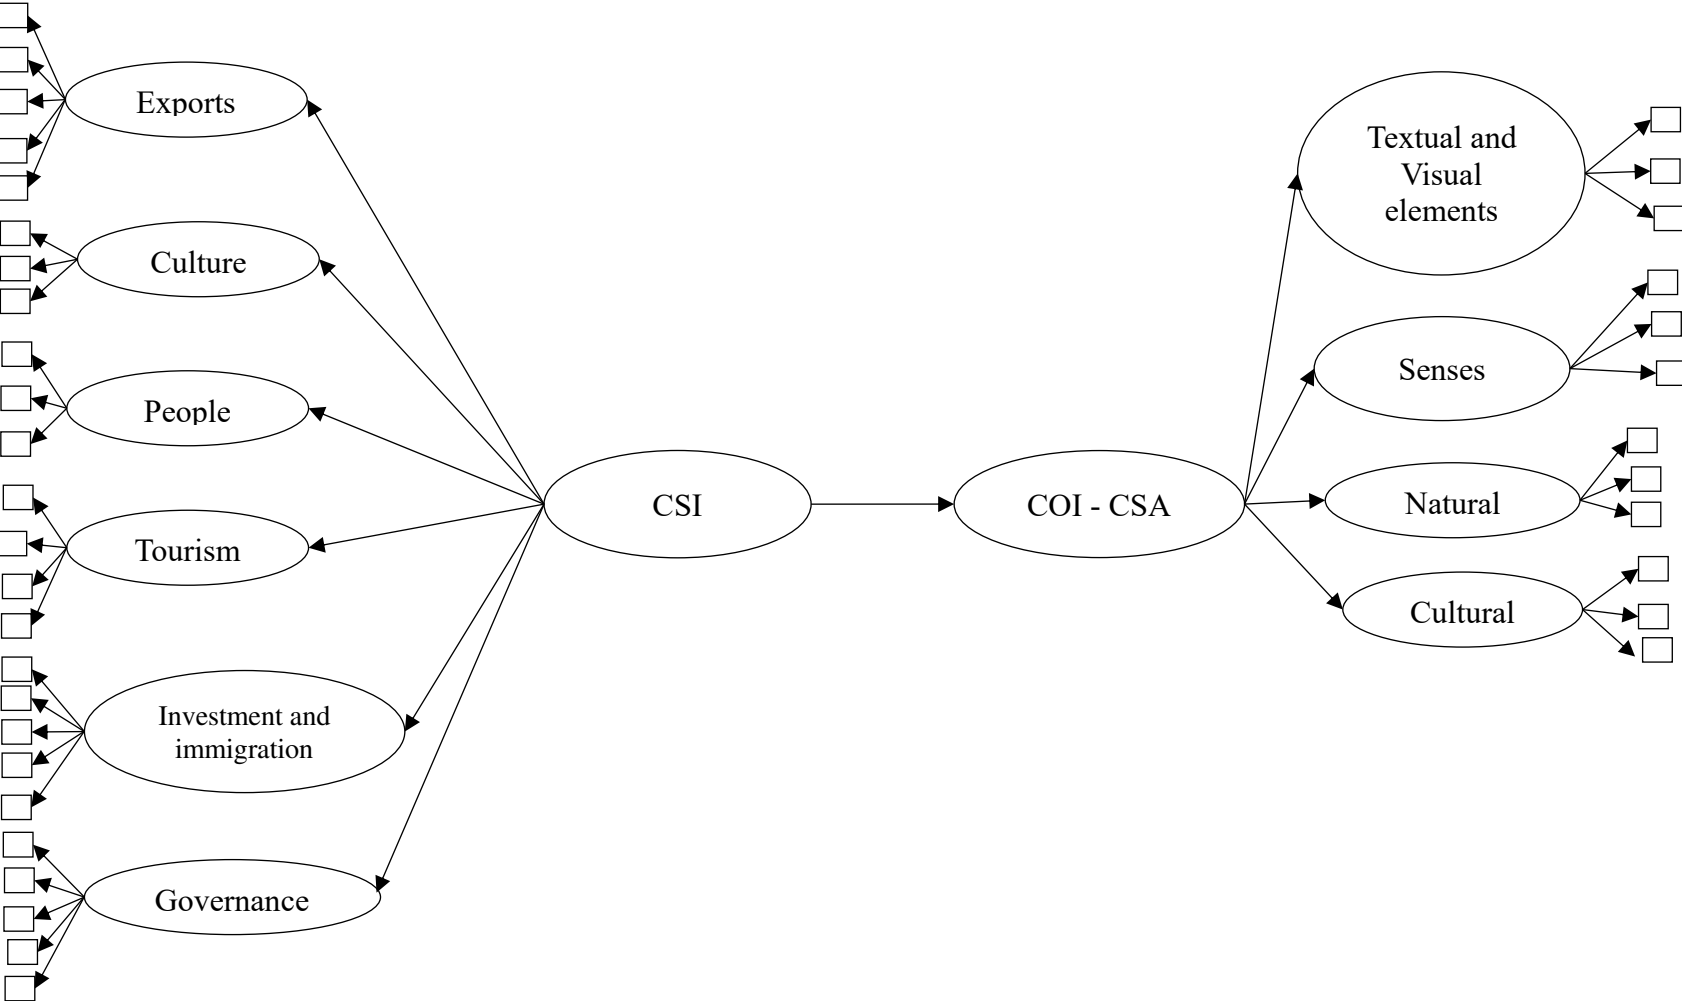 Exports
Culture
People
Tourism
Investment and
immigration
Governance
CSI
COI - CSA
Textual and
Visual
elements
Senses
Natural
Cultural